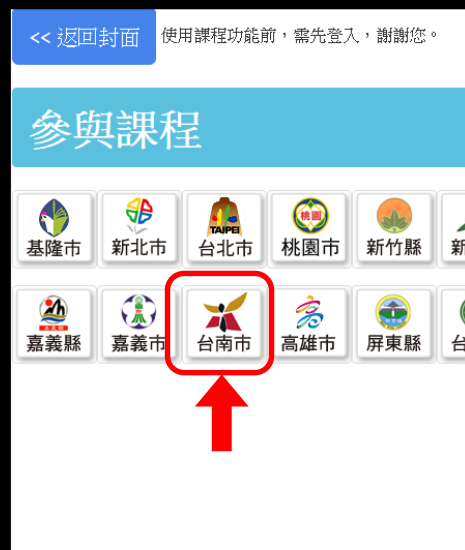 << 返回封面 使用課程功能前，需先登入，謝謝您。
參與課程
TAIPEI 桃園
基隆市 新北市 台北市 桃園市 新竹縣 新
嘉義縣 嘉義市 台南市 高雄市 屏東縣 台